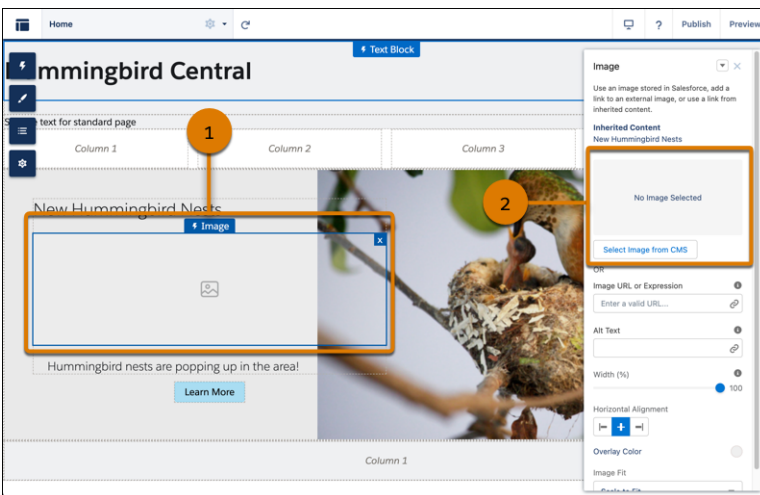 Home
?
Publish
Preview
Text Block
mmingbird Central
text for standard page
1
Column 1
Column 2
Column 3
New Hummingbird Nests
Image
x
Hummingbird nests are popping up in the area!
Learn More
Column 1
2
Image
Use an image stored in Salesforce, add a
link to an external image, or use a link from
inherited content.
Inherited Content
New Hummingbird Nests
No Image Selected
Select Image from CMS
OR
Image URL or Expression
Enter a valid URL...
Alt Text
Width (%)
100
Horizontal Alignment
Overlay Color
Image Fit
Scale to Fit